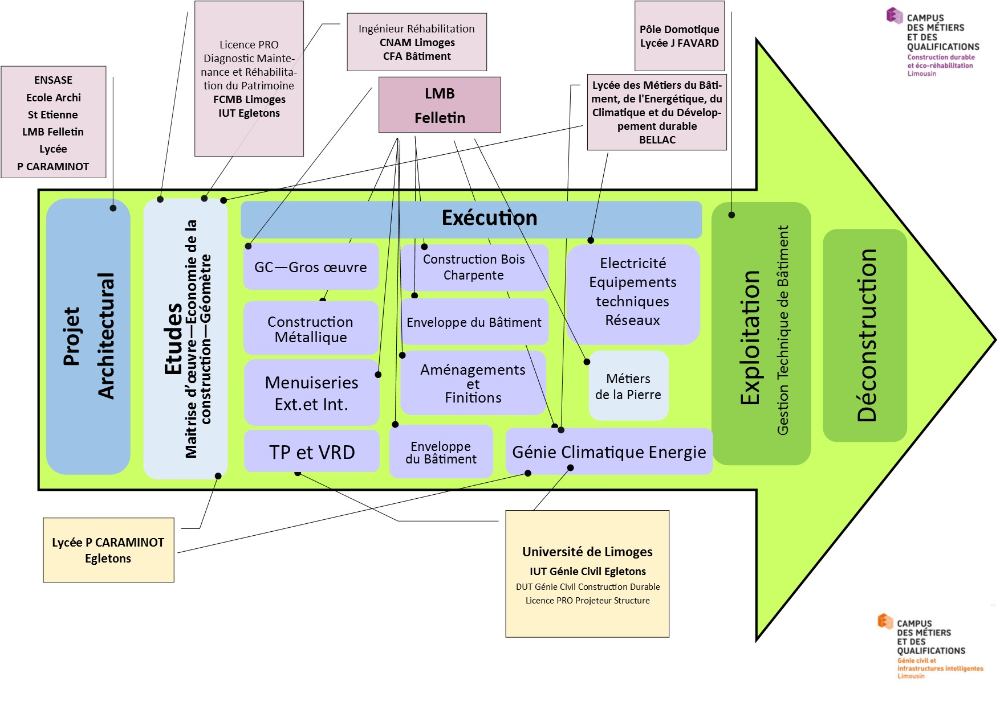 ENSASE
Ecole Archi
St Etienne
LMB Felletin
Lycée
P CARAMINOT
Licence PRO
Diagnostic Mainte-
nance et Réhabilita-
tion du Patrimoine
FCMB Limoges
IUT Egletons
Ingénieur Réhabilitation
CNAM Limoges
CFA Bâtiment
LMB
Felletin
Pôle Domotique
Lycée J FAVARD
Lycée des Métiers du Bâti-
ment, de l'Energétique, du
Climatique et du Dévelop-
pement durable
BELLAC
CAMPUS
DES MÉTIERS
ET DES
QUALIFICATIONS
Construction durable
et éco-réhabilitation
Limousin
Projet
Architectural
Etudes
Maitrise d’œuvre—Economie de la
construction—Géomètre
Exécution
GC—Gros œuvre
Construction
Métallique
Menuiseries
Ext.et Int.
TP et VRD
Construction Bois
Charpente
Enveloppe du Bâtiment
Aménagements
et
Finitions
Enveloppe
du Bâtiment
Electricité
Equipements
techniques
Réseaux
Métiers
de la Pierre
Génie Climatique Energie
Exploitation
Gestion Technique de Bâtiment
Déconstruction
Lycée P CARAMINOT
Egletons
Université de Limoges
IUT Génie Civil Egletons
DUT Génie Civil Construction Durable
Licence PRO Projeteur Structure
CAMPUS
DES MÉTIERS
ET DES
QUALIFICATIONS
Génie civil et
infrastructures intelligentes
Limousin